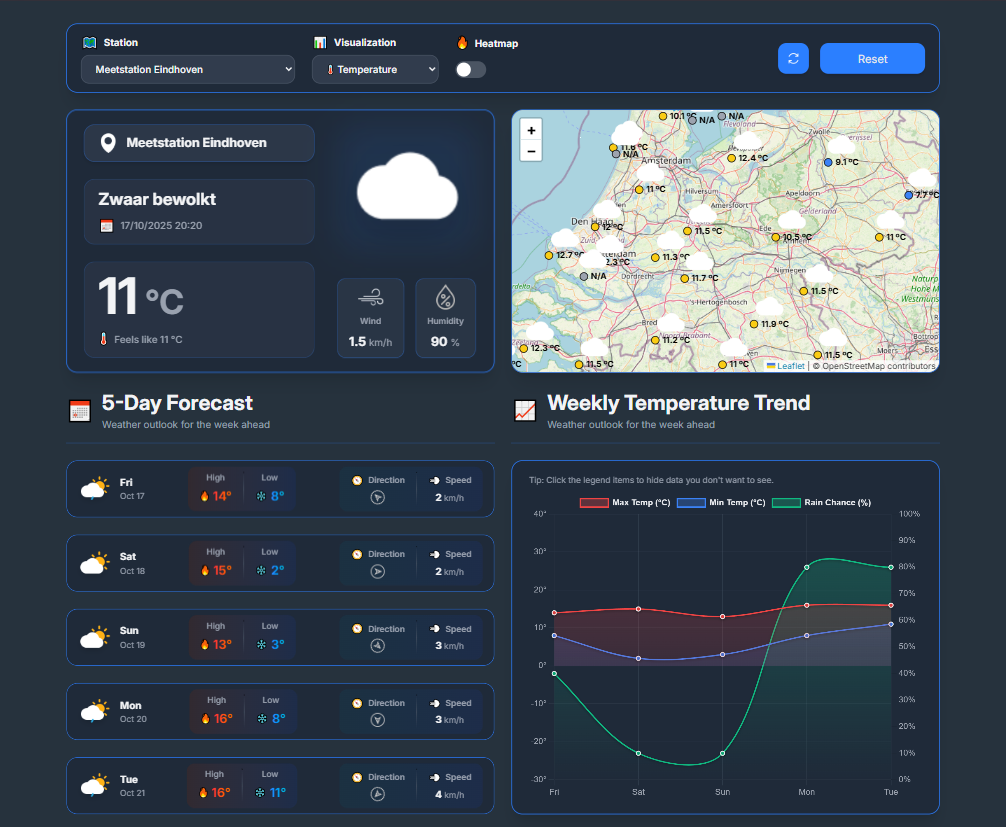 Station
Visualization
Heatmap
Meetstation Eindhoven
Temperature
Reset
Meetstation Eindhoven
Zwaar bewolkt
17/10/2025 20:20
11 °C
Feels like 11 °C
Wind
1.5 km/h
Humidity
90 %
+
−
10.1 °C
N/A
N/A
Flevoland
Zwolle
11.6 °C
N/A
Amsterdam
12.4 °C
9.1 °C
11 °C
Hilversum
Apeldoorn
7.7 °C
Amersfoort
Gelderland
Den Haag
12 °C
11.5 °C
Ede
10.5 °C
Arnhem
11 °C
12.7 °C
11.3 °C
N/A
Dordrecht
11.7 °C
Nijmegen
11.5 °C
's-Hertogenbosch
11.9 °C
12.3 °C
11.2 °C
11.5 °C
11 °C
11.5 °C
Moers
Leaflet | © OpenStreetMap contributors
5-Day Forecast
Weather outlook for the week ahead
Fri
Oct 17
High
14°
Low
8°
Direction
Speed
2 km/h
Sat
Oct 18
High
15°
Low
2°
Direction
Speed
2 km/h
Sun
Oct 19
High
13°
Low
3°
Direction
Speed
3 km/h
Mon
Oct 20
High
16°
Low
8°
Direction
Speed
3 km/h
Tue
Oct 21
High
16°
Low
11°
Direction
Speed
4 km/h
Weekly Temperature Trend
Weather outlook for the week ahead
Tip: Click the legend items to hide data you don't want to see.
Max Temp (°C) Min Temp (°C) Rain Chance (%)
40°
30°
20°
10°
0°
-10°
-20°
-30°
100%
90%
80%
70%
60%
50%
40%
30%
20%
10%
0%
Fri Sat Sun Mon Tue